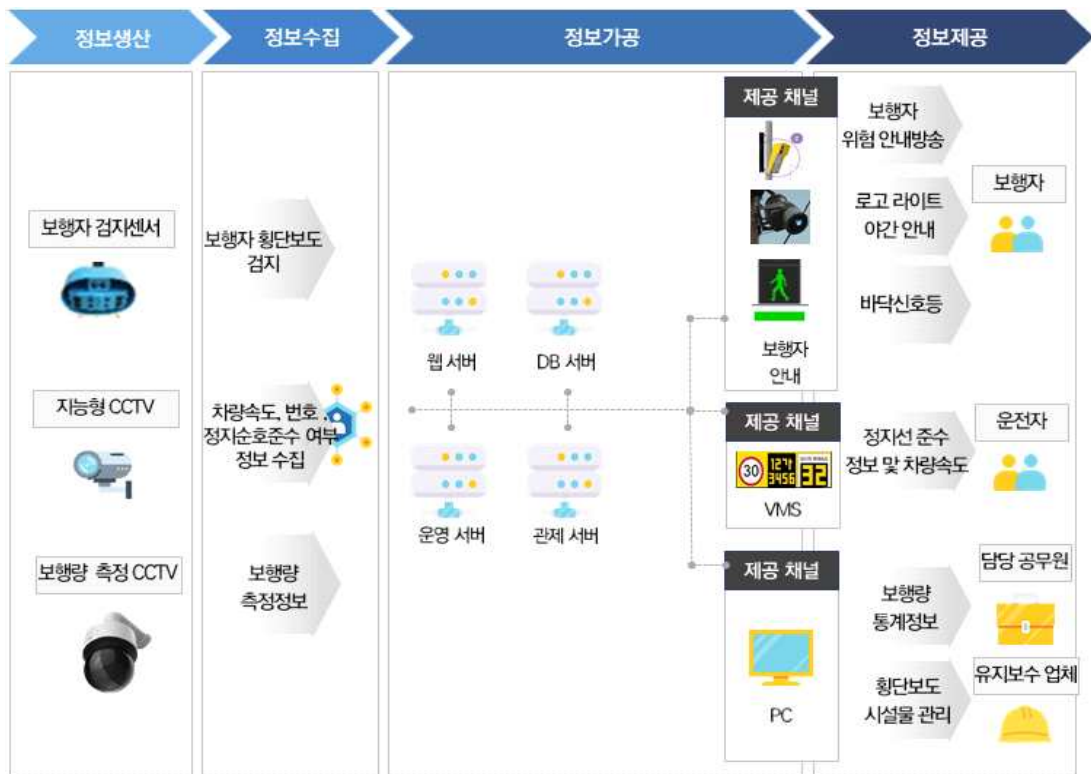 정보생산
정보수집
정보가공
정보제공
보행자 검지센서
지능형 CCTV
보행량 측정 CCTV
보행자 횡단보도
검지
차량속도, 번호 ,
정지순호준수 여부
정보 수집
보행량
측정정보
웹 서버
DB 서버
운영 서버
관제 서버
제공 채널
보행자
안내
제공 채널
30
127가
3456
32
VMS
제공 채널
PC
보행자
위험 안내방송
로고 라이트
야간 안내
바닥신호등
보행자
정지선 준수
정보 및 차량속도
운전자
보행량
통계정보
담당 공무원
횡단보도
시설물 관리
유지보수 업체